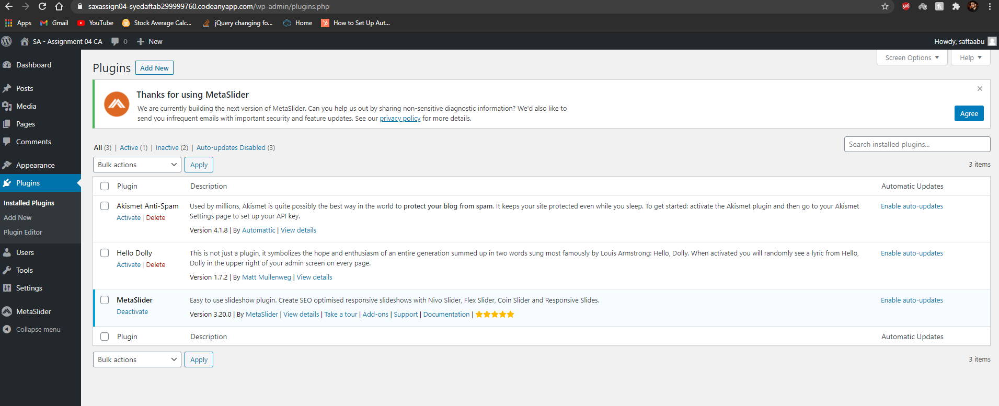 saxassign04-syedaftab299999760.codeanyapp.com/wp-admin/plugins.php
Apps Gmail YouTube Stock Average Calc... jQuery changing fo... Home How to Set Up Aut...
SA - Assignment 04 CA 0 New Howdy, saftaabu
Dashboard
Posts
Media
Pages
Comments
Appearance
Plugins
Installed Plugins
Add New
Plugin Editor
Users
Tools
Settings
MetaSlider
Collapse menu
Screen Options Help
Plugins Add New
Thanks for using MetaSlider
We are currently building the next version of MetaSlider. Can you help us out by sharing non-sensitive diagnostic information? We'd also like to
send you infrequent emails with important security and feature updates. See our privacy policy for more details.
Agree
All (3) | Active (1) | Inactive (2) | Auto-updates Disabled (3)
Search installed plugins...
Bulk actions Apply
3 items
Plugin Description Automatic Updates
Akismet Anti-Spam
Activate | Delete
Used by millions, Akismet is quite possibly the best way in the world to protect your blog from spam. It keeps your site protected even while you sleep. To get started: activate the Akismet plugin and then go to your Akismet
Settings page to set up your API key.
Version 4.1.8 | By Automattic | View details
Enable auto-updates
Hello Dolly
Activate | Delete
This is not just a plugin, it symbolizes the hope and enthusiasm of an entire generation summed up in two words sung most famously by Louis Armstrong: Hello, Dolly. When activated you will randomly see a lyric from Hello,
Dolly in the upper right of your admin screen on every page.
Version 1.7.2 | By Matt Mullenweg | View details
Enable auto-updates
MetaSlider
Deactivate
Easy to use slideshow plugin. Create SEO optimised responsive slideshows with Nivo Slider, Flex Slider, Coin Slider and Responsive Slides.
Version 3.20.0 | By MetaSlider | View details | Take a tour | Add-ons | Support | Documentation |
Enable auto-updates
Plugin Description Automatic Updates
Bulk actions Apply
3 items